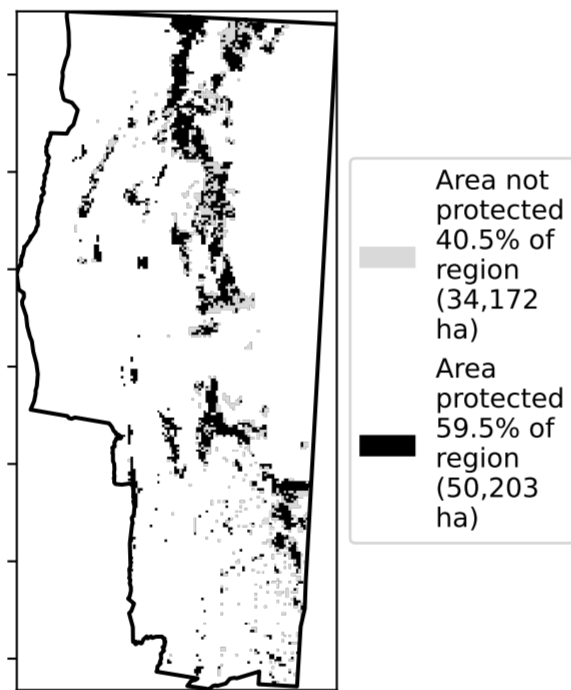 Area not
protected
40.5% of
region
(34,172
ha)
Area
protected
59.5% of
region
(50,203
ha)